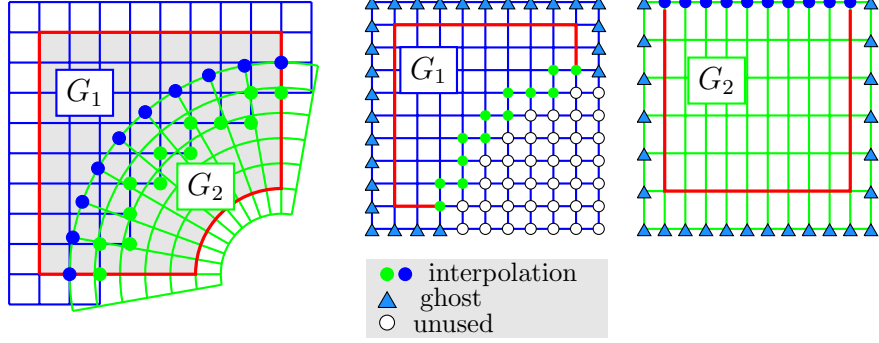 G₁
G₂
G₁
G₂
interpolation
ghost
unused